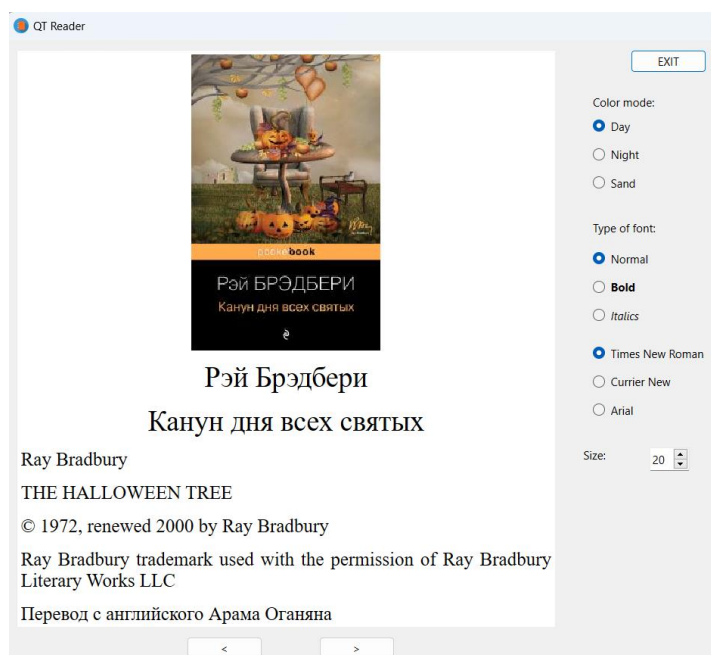 QT Reader
EXIT
pocketbook
Рэй БРЭДБЕРИ
Канун дня всех святых
Рэй Брэдбери
Канун дня всех святых
Ray Bradbury
THE HALLOWEEN TREE
© 1972, renewed 2000 by Ray Bradbury
Ray Bradbury trademark used with the permission of Ray Bradbury
Literary Works LLC
Перевод с английского Арама Оганяна
<
>
Color mode:
Day
Night
Sand
Type of font:
Normal
Bold
Italics
Times New Roman
Currier New
Arial
Size:
20